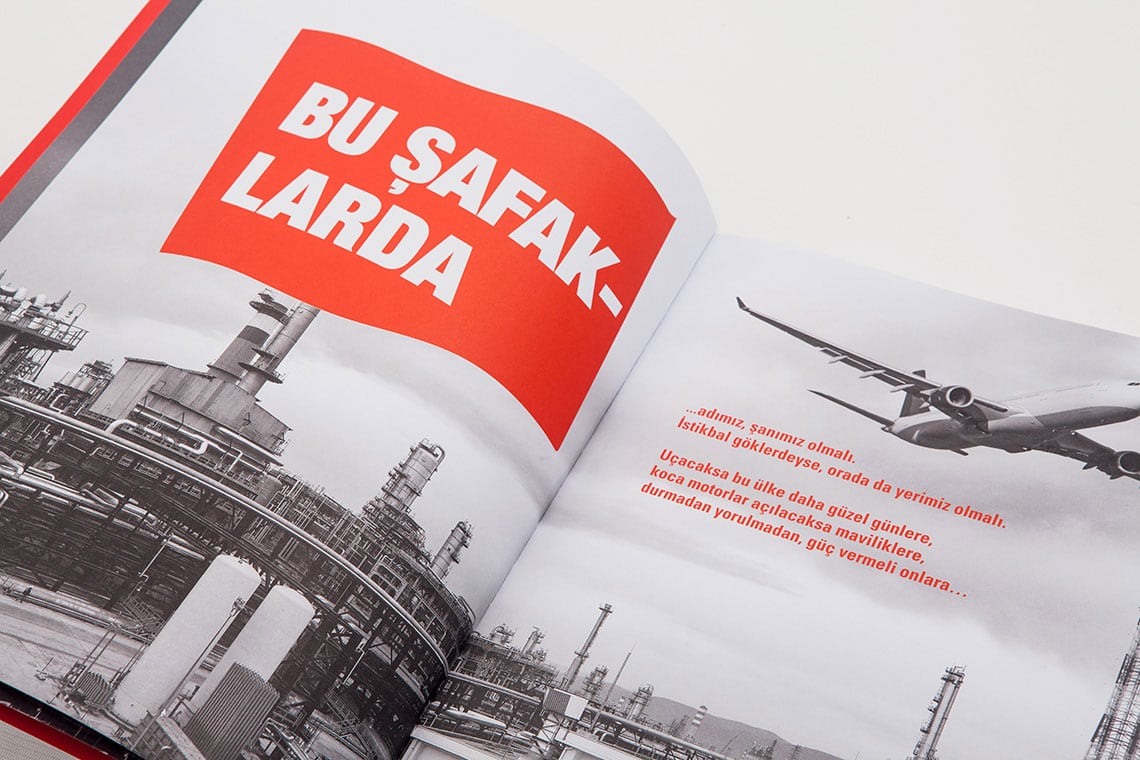 BU ŞAFAK-
LARDA
...adımız, şanımız olmalı.
İstikbal göklerdeyse, orada da yerimiz olmalı.
Uçacaksa bu ülke daha güzel günlere,
koca motorlar açılacaksa maviliklere,
durmadan yorulmadan, güç vermeli onlara...